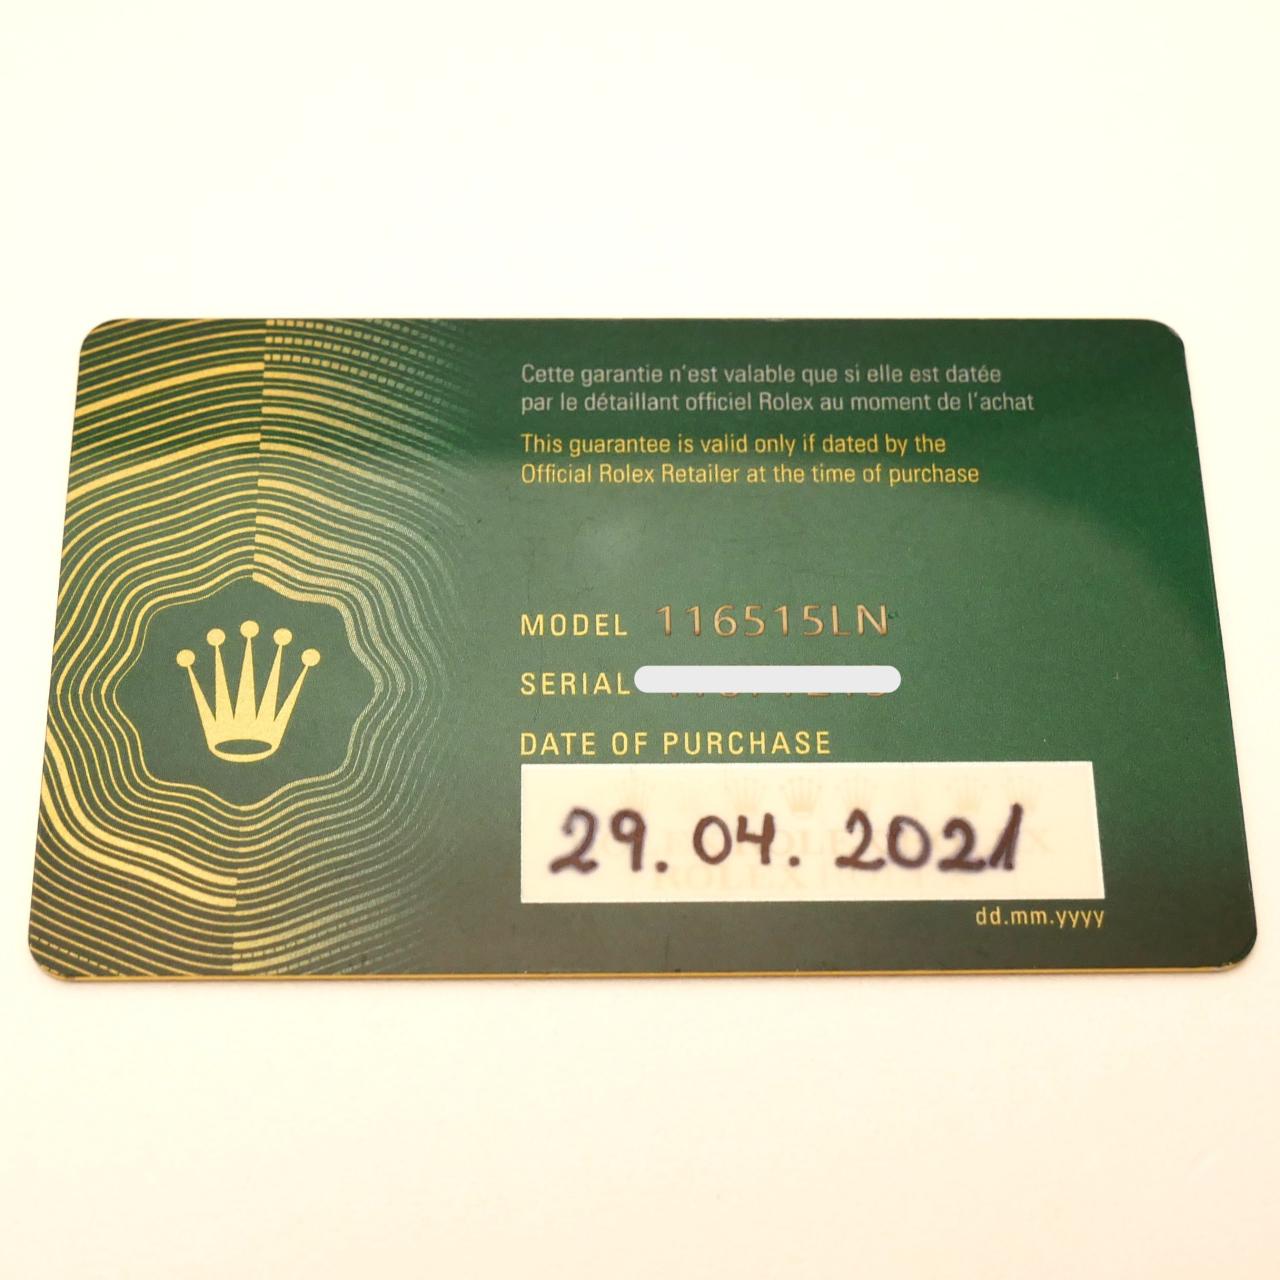 Cette garantie n'est valable que si elle est datée
par le détaillant officiel Rolex au moment de l'achat
This guarantee is valid only if dated by the
Official Rolex Retailer at the time of purchase
MODEL 116515LN
SERIAL
DATE OF PURCHASE
29.04.2021
dd.mm.yyyy